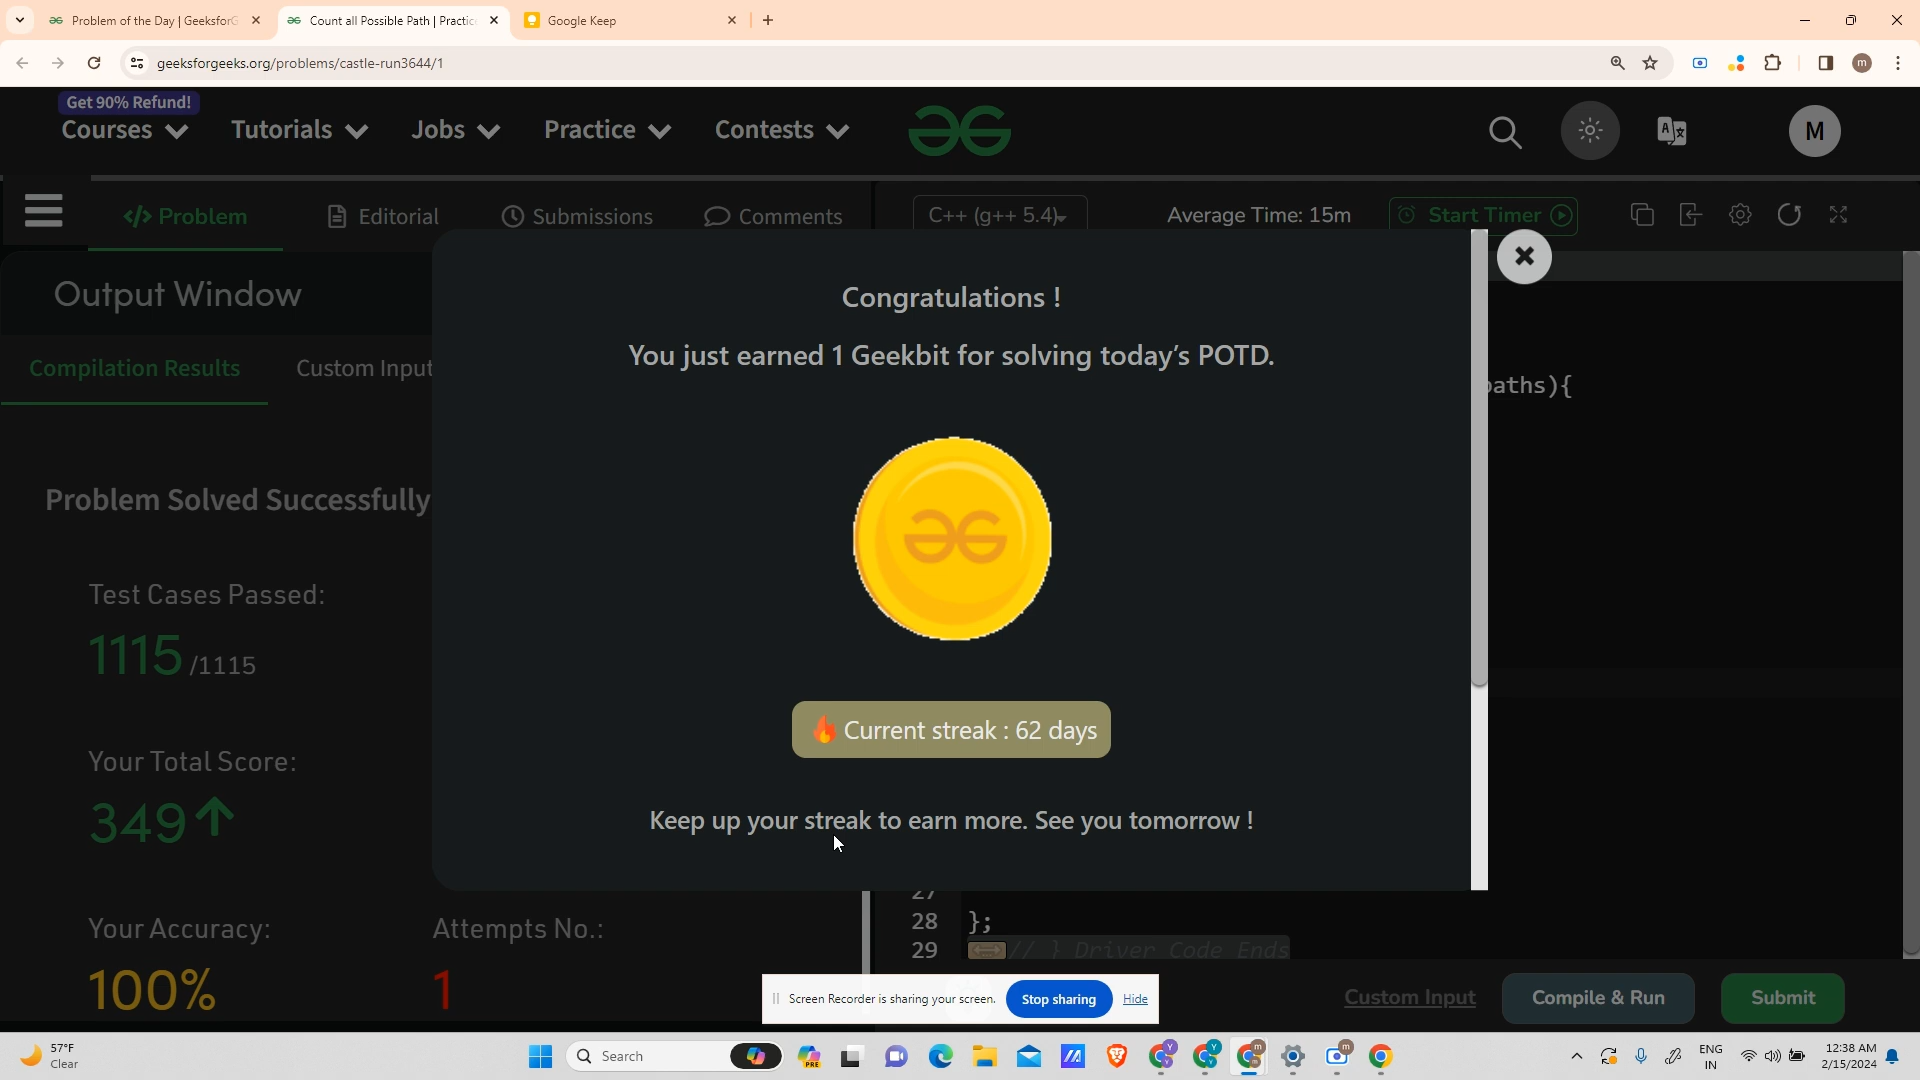 Problem of the Day | GeeksforG
Count all Possible Path | Practic
Google Keep
geeksforgeeks.org/problems/castle-run3644/1
m
Get 90% Refund!
Courses
Tutorials
Jobs
Practice
Contests
M
Problem
Editorial
Submissions
Comments
C++ (g++ 5.4)
Average Time: 15m
Start Timer
Output Window
Compilation Results
Custom Input
Problem Solved Successfully
Test Cases Passed:
1115 /1115
Your Total Score:
349
Your Accuracy:
100%
Attempts No.:
1
Congratulations !
You just earned 1 Geekbit for solving today's POTD.
Current streak : 62 days
Keep up your streak to earn more. See you tomorrow !
paths){
27
28 };
29 // } Driver Code Ends
Screen Recorder is sharing your screen.
Stop sharing
Hide
Custom Input
Compile & Run
Submit
57°F
Clear
Search
PRE
ENG
IN
12:38 AM
2/15/2024